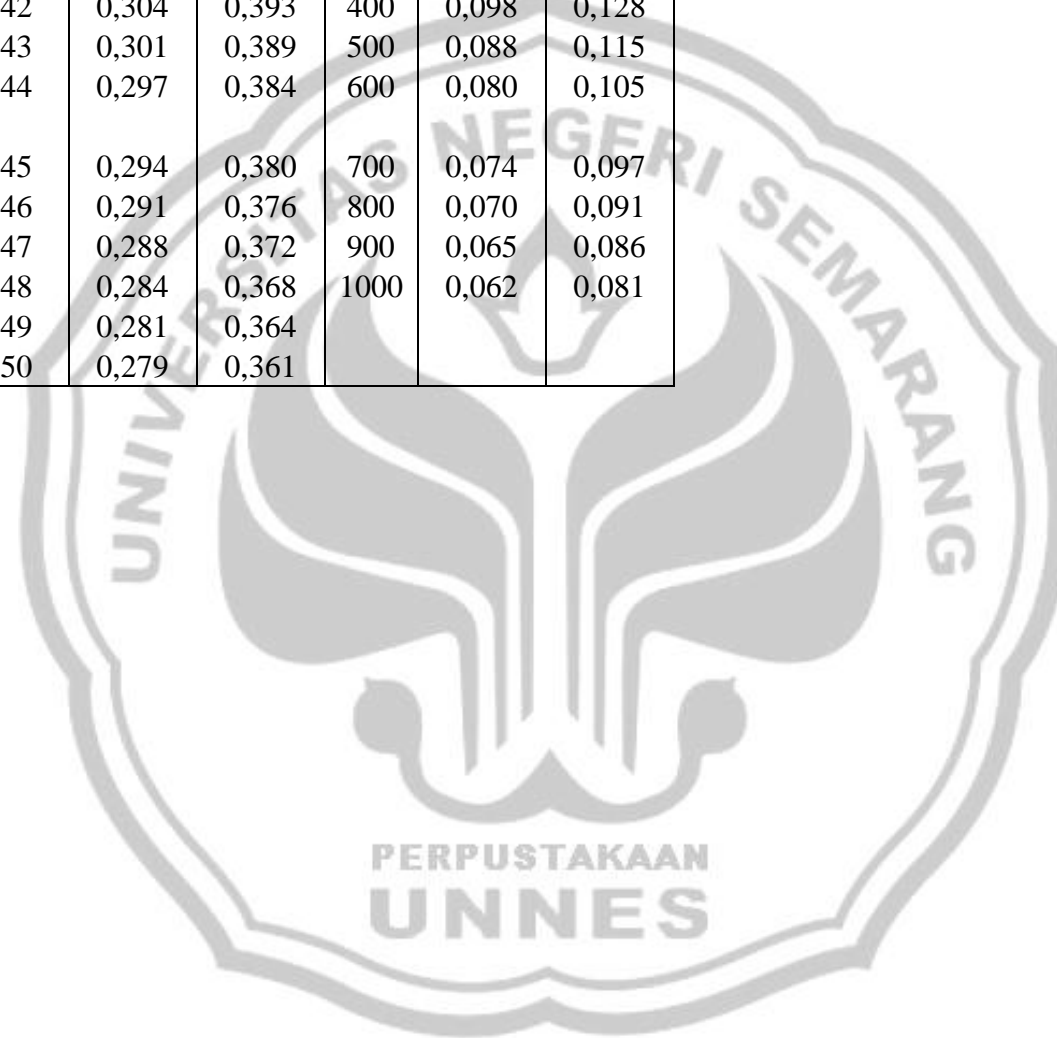 42 0,304 0,393 400 0,098 0,128
43 0,301 0,389 500 0,088 0,115
44 0,297 0,384 600 0,080 0,105
45 0,294 0,380 700 0,074 0,097
46 0,291 0,376 800 0,070 0,091
47 0,288 0,372 900 0,065 0,086
48 0,284 0,368 1000 0,062 0,081
49 0,281 0,364
50 0,279 0,361
UNIVERSITAS NEGERI SEMARANG
PERPUSTAKAAN
UNNES